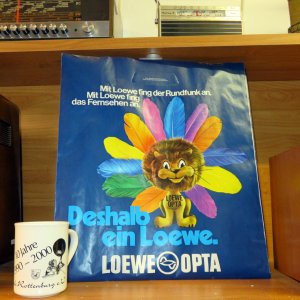 Mit Loewe fing der Rundfunk an.
Mit Loewe fing
das Fernsehen an.
LOEWE
OPTA
Deshalb
ein Loewe.
LOEWE OPTA
Jahre
2000
Rottenburg